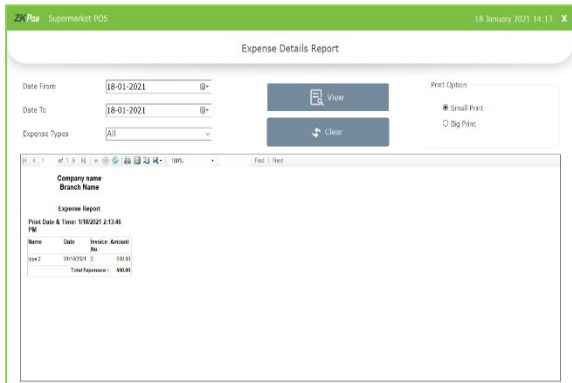 ZKPos Supermarket POS 18 January 2021 14:13 X
Expense Details Report
Date From 18-01-2021
Date To 18-01-2021
Expense Types All
View
Clear
Print Option
Small Print
Big Print
1 of 1 100% Find | Next
Company name
Branch Name
Expense Report
Print Date & Time: 1/18/2021 2:13:46
PM
Name Date Invoice Amount
No.
type 2 01/18/2021 2 500.00
Total Expenses : 500.00